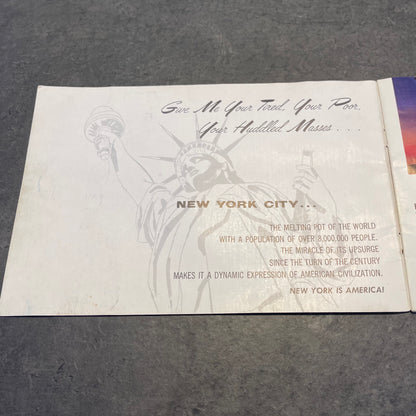 Give Me Your Tired, Your Poor,
Your Huddled Masses . . .
NEW YORK CITY...
THE MELTING POT OF THE WORLD
WITH A POPULATION OF OVER 8,000,000 PEOPLE.
THE MIRACLE OF ITS UPSURGE
SINCE THE TURN OF THE CENTURY
MAKES IT A DYNAMIC EXPRESSION OF AMERICAN CIVILIZATION.
NEW YORK IS AMERICA!